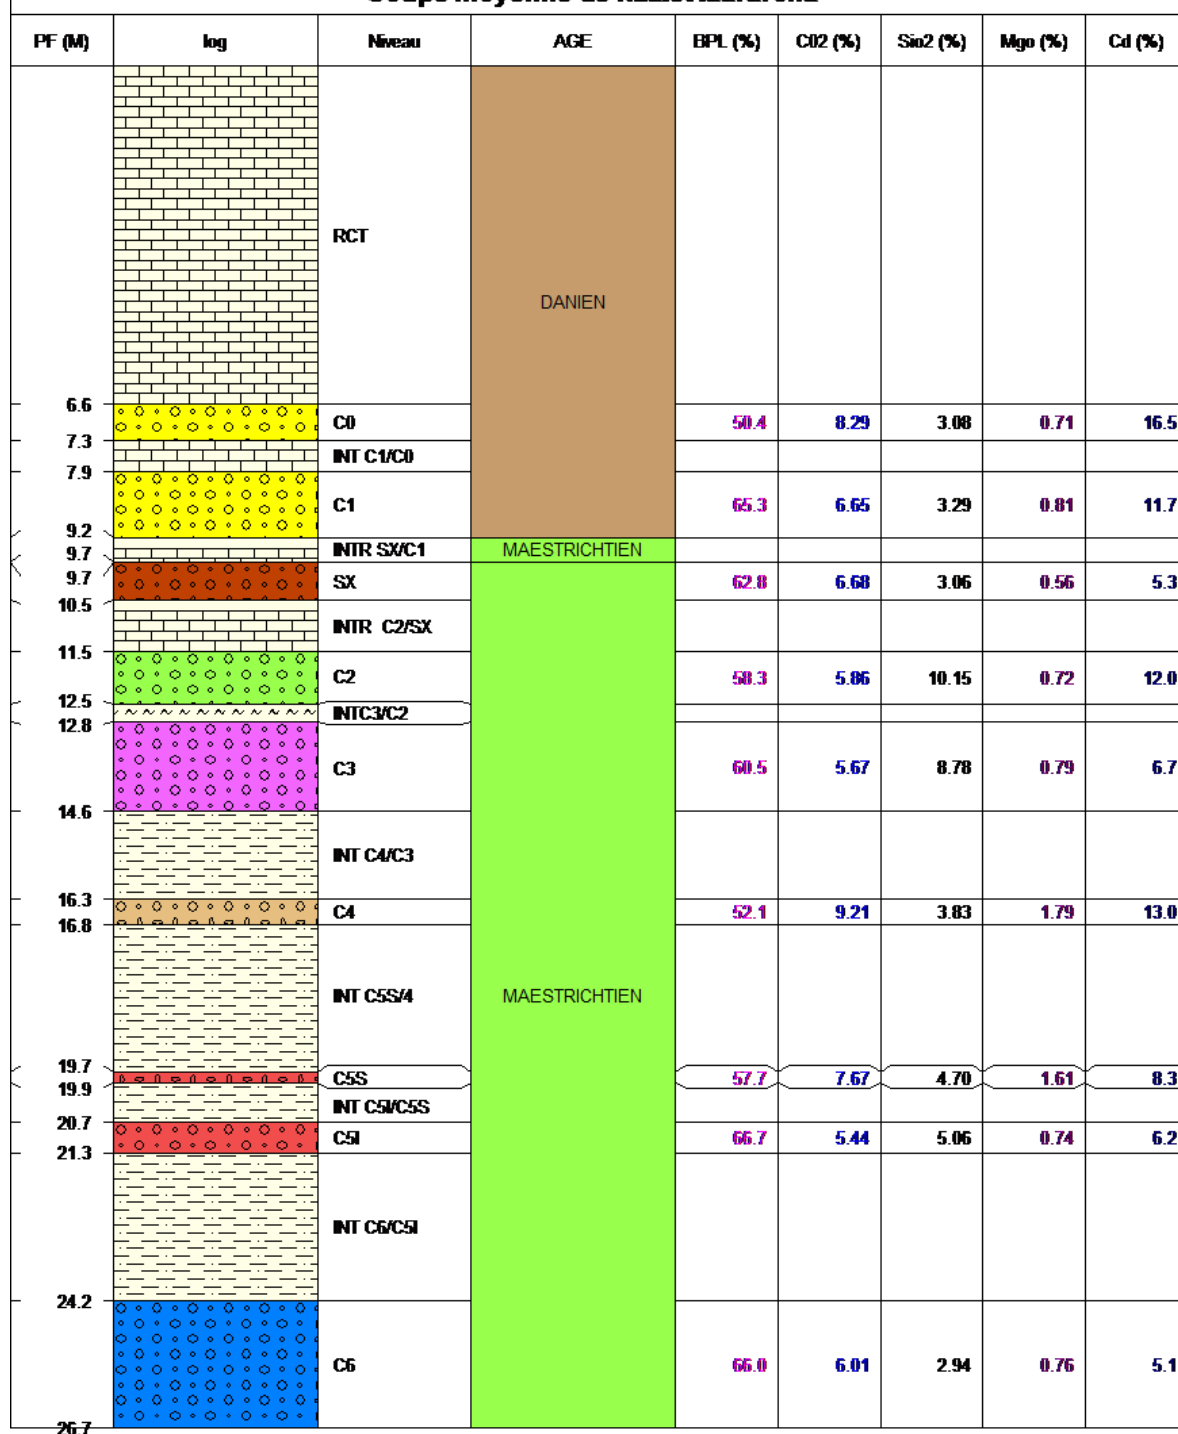 PF (M) log Niveau AGE BPL (%) C02 (%) Sio2 (%) Mgo (%) Cd (%)
RCT
DANIEN
6.6
C0 50.4 8.29 3.08 0.71 16.5
7.3
INT C1/C0
7.9
C1 65.3 6.65 3.29 0.81 11.7
9.2
INTR SX/C1 MAESTRICHTIEN
9.7
9.7
SX 62.8 6.68 3.06 0.56 5.3
10.5
INTR C2/SX
11.5
C2 58.3 5.86 10.15 0.72 12.0
12.5
INTC3/C2
12.8
C3 60.5 5.67 8.78 0.79 6.7
14.6
INT C4/C3
16.3
C4 52.1 9.21 3.83 1.79 13.0
16.8
INT C5S/4 MAESTRICHTIEN
19.7
C5S 57.7 7.67 4.70 1.61 8.3
19.9
INT C5I/C5S
20.7
C5I 66.7 5.44 5.06 0.74 6.2
21.3
INT C6/C5I
24.2
C6 66.0 6.01 2.94 0.76 5.1
26.7